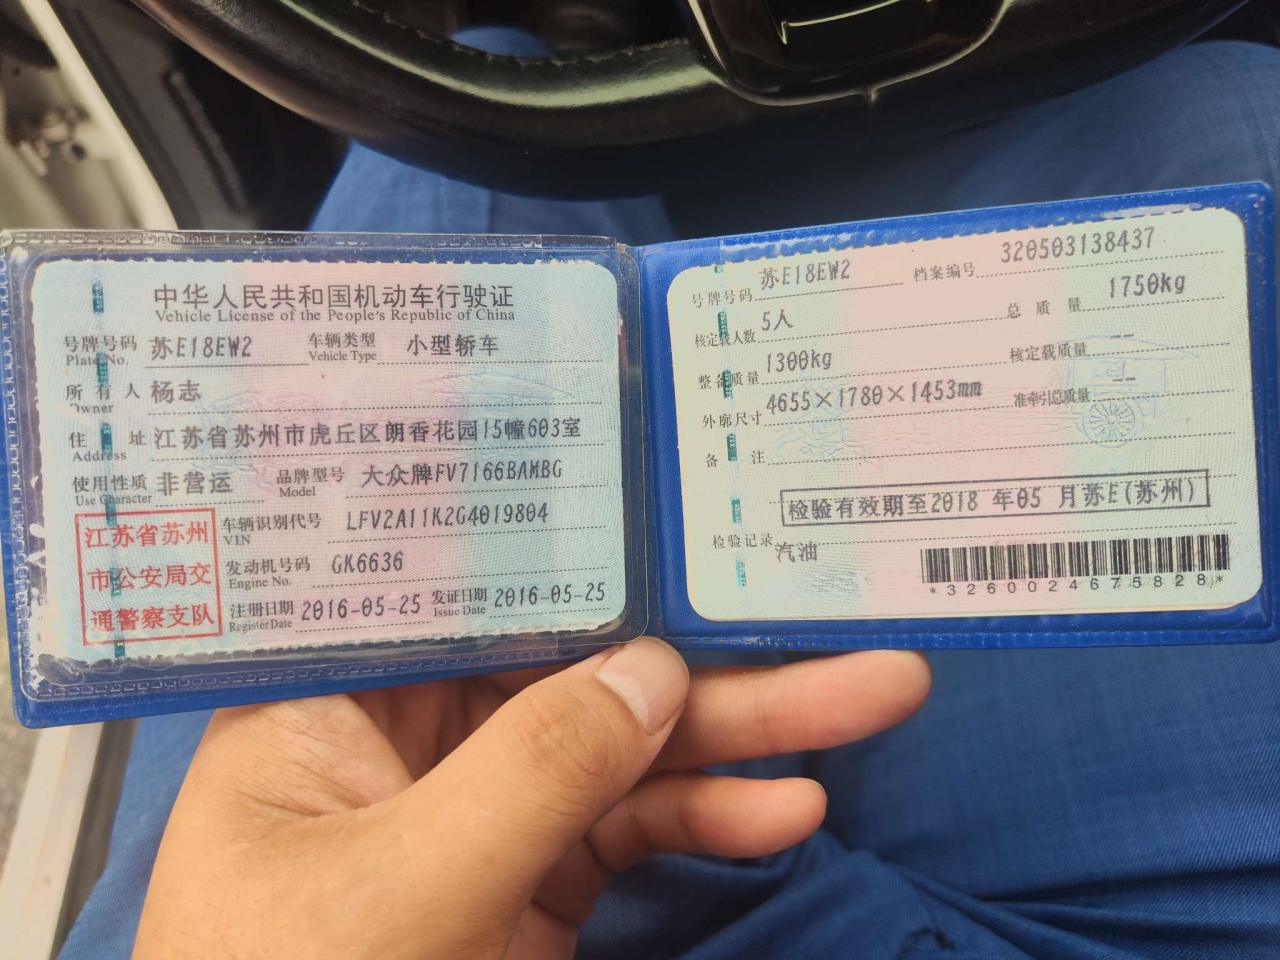 中华人民共和国机动车行驶证
Vehicle License of the People's Republic of China
号牌号码 苏E18EW2 车辆类型 小型轿车
Plate No. Vehicle Type
所有人 杨志
Owner
住址 江苏省苏州市虎丘区朗香花园15幢603室
Address
使用性质 非营运 品牌型号 大众牌FV7166BAMBG
Use Character Model
江苏省苏州
市公安局交
通警察支队
车辆识别代号 LFV2A11K2G4019804
VIN
发动机号码 GK6636
Engine No.
注册日期 2016-05-25 发证日期 2016-05-25
Register Date Issue Date
号牌号码 苏E18EW2 档案编号 320503138437
核定载人数 5人 总质量 1750kg
整备质量 1300kg 核定载质量 --
外廓尺寸 4655×1780×1453mm 准牵引总质量 --
备注
检验有效期至2018 年05 月苏E(苏州)
检验记录 汽油
*3260024675828*